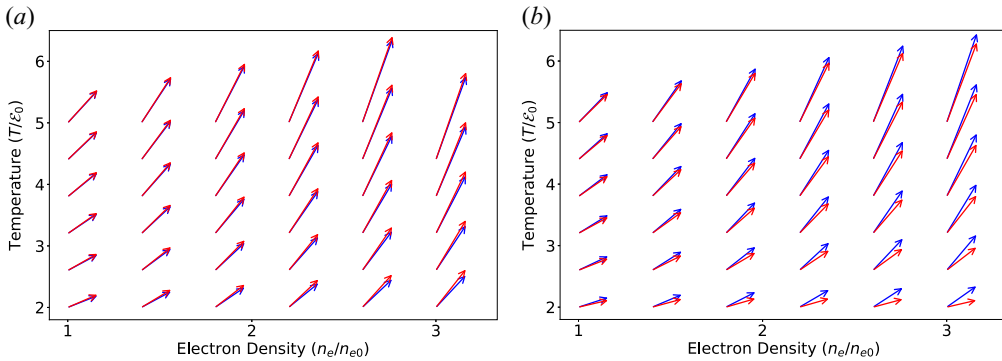 (a)
Temperature (T/ℰ₀)
6
5
4
3
2
1 2 3
Electron Density (nₑ/nₑ₀)
(b)
Temperature (T/ℰ₀)
6
5
4
3
2
1 2 3
Electron Density (nₑ/nₑ₀)